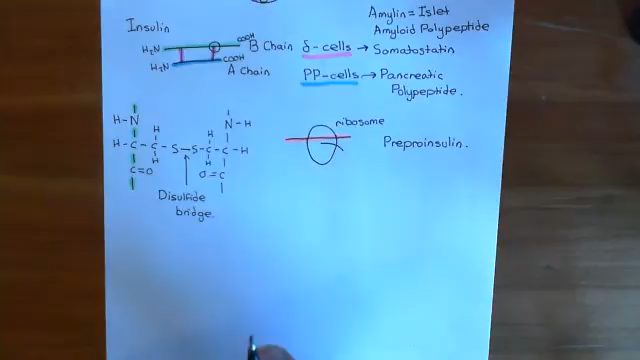 Insulin
H₂N COOH B Chain
H₂N COOH
A Chain
Amylin = Islet
Amyloid Polypeptide
δ-cells → Somatostatin
PP-cells → Pancreatic
Polypeptide.
H-N H N-H
H-C-C-S-S-C-C-H
C=O H H O=C
Disulfide
bridge
ribosome
Preproinsulin.